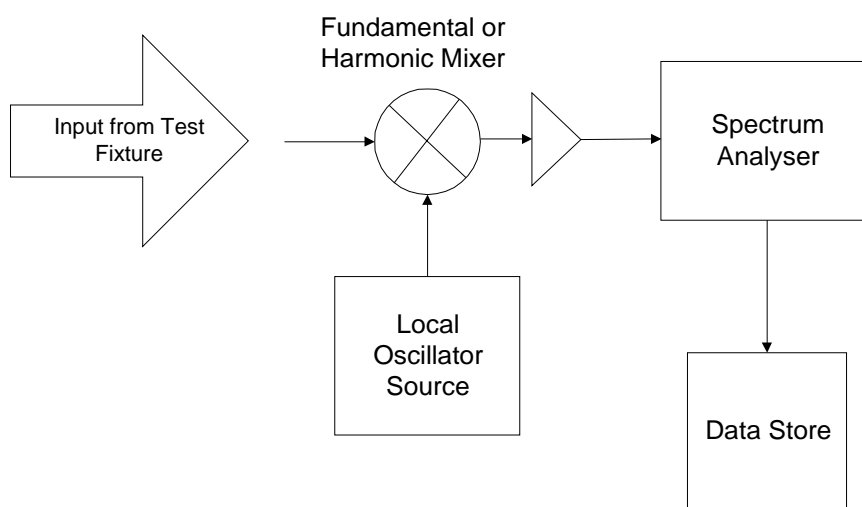 Fundamental or
Harmonic Mixer
Input from Test
Fixture
Spectrum
Analyser
Local
Oscillator
Source
Data Store